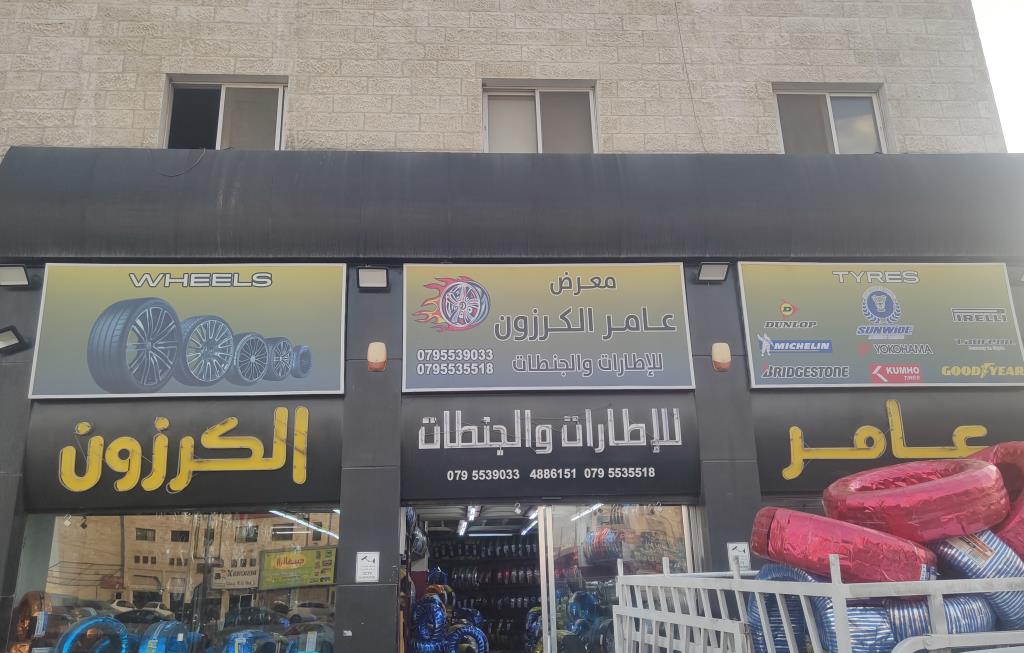 WHEELS
معرض
عامر الكرزون
للإطارات والجنطات
0795539033
0795535518
TYRES
DUNLOP
SUNWIDE
PIRELLI
MICHELIN
YOKOHAMA
BRIDGESTONE
KUMHO
TIRES
GOODYEAR
عامر
للإطارات والجنطات
الكرزون
079 5539033 4886151 079 5535518